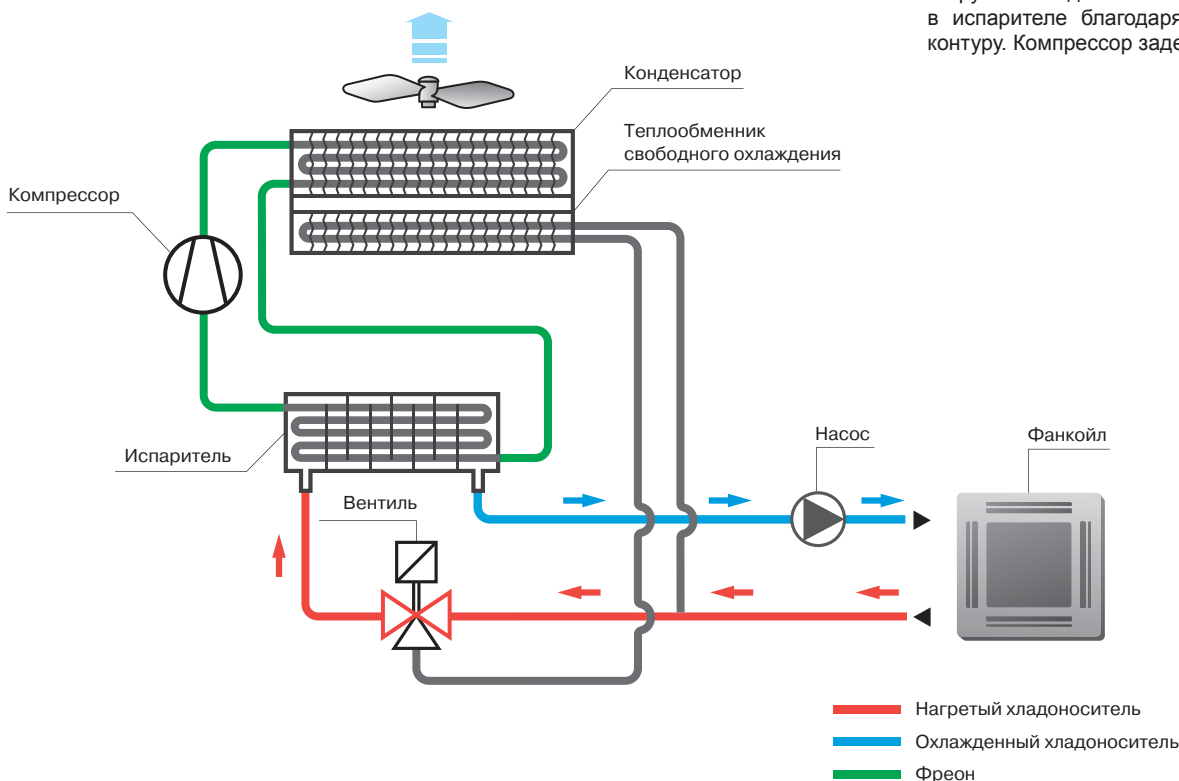 в испарителе благодаря
контуру. Компрессор заде
Конденсатор
Теплообменник
свободного охлаждения
Компрессор
Испаритель
Вентиль
Насос
Фанкойл
Нагретый хладоноситель
Охлажденный хладоноситель
Фреон